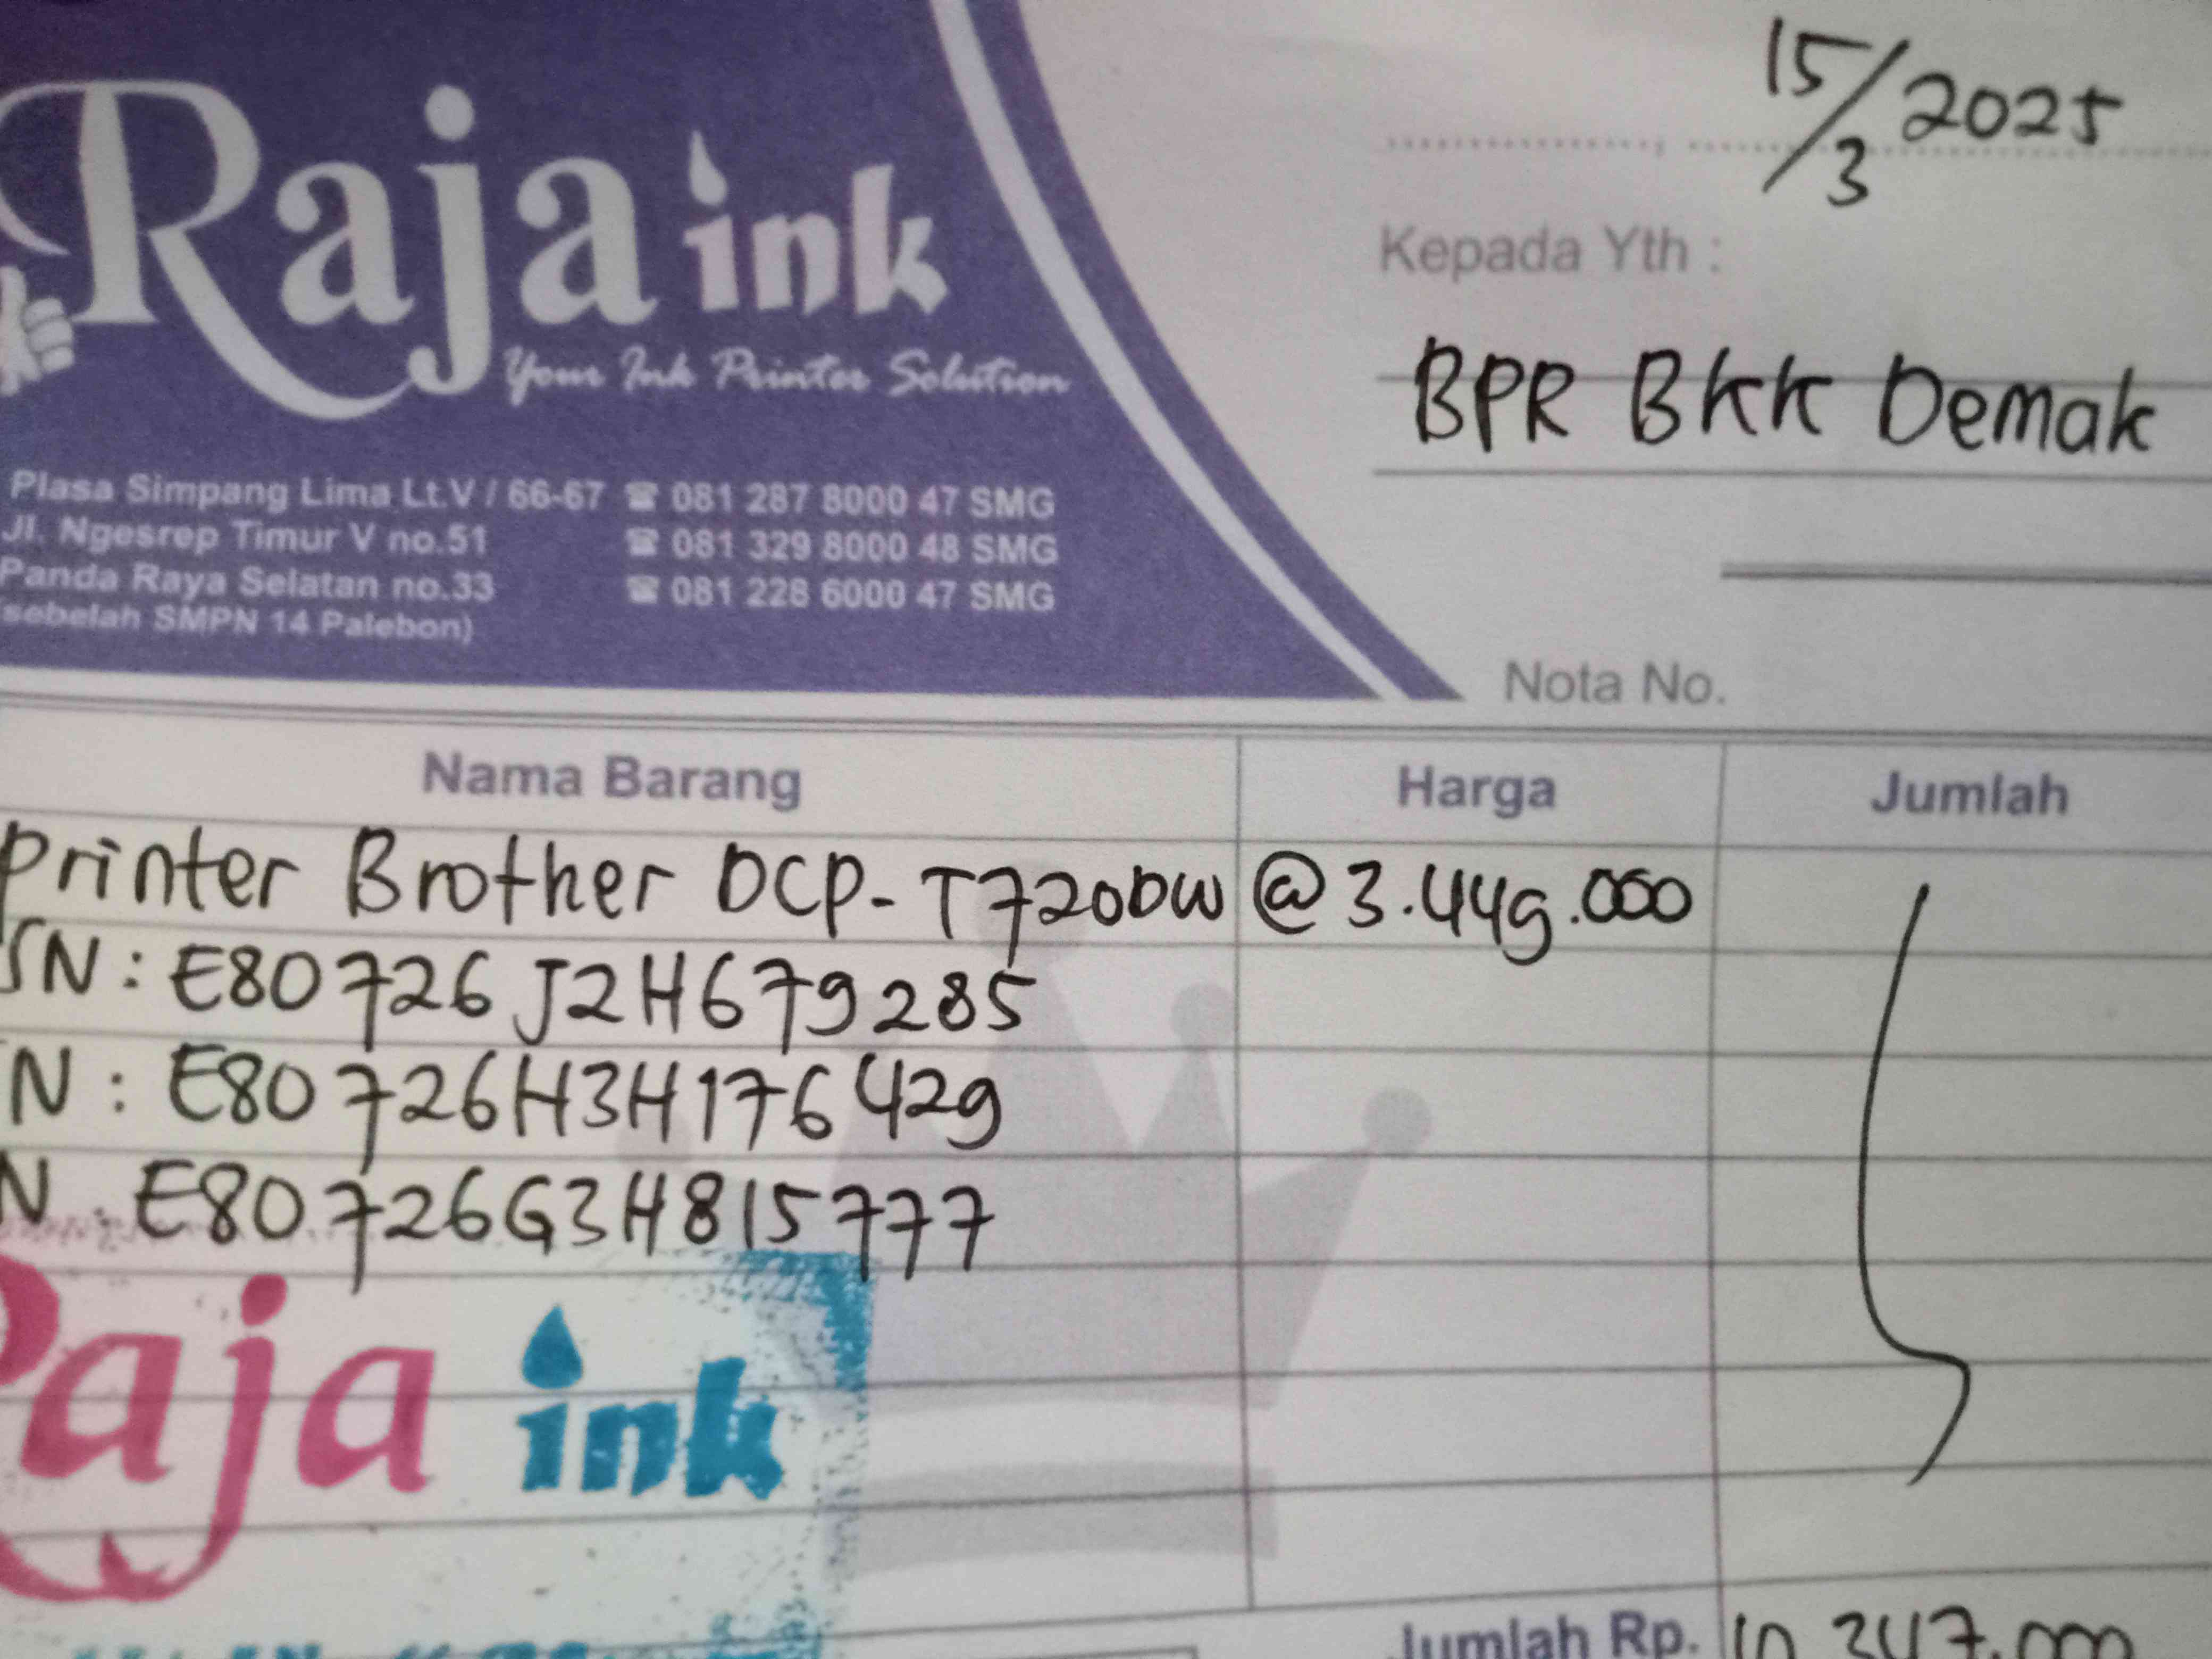 Raja ink
Your Ink Printer Solution
Plasa Simpang Lima Lt.V / 66-67 ☎ 081 287 8000 47 SMG
Jl. Ngesrep Timur V no.51 ☎ 081 329 8000 48 SMG
Panda Raya Selatan no.33 ☎ 081 228 6000 47 SMG
(sebelah SMPN 14 Palebon)
15/3 2025
Kepada Yth :
BPR BKK Demak
Nota No.
Nama Barang Harga Jumlah
Printer Brother DCP-T720DW @ 3.449.000
SN : E80726J2H679285
N : E80726H3H176429
N : E80726G3H815777
Raja ink
Jumlah Rp. 10.347.000